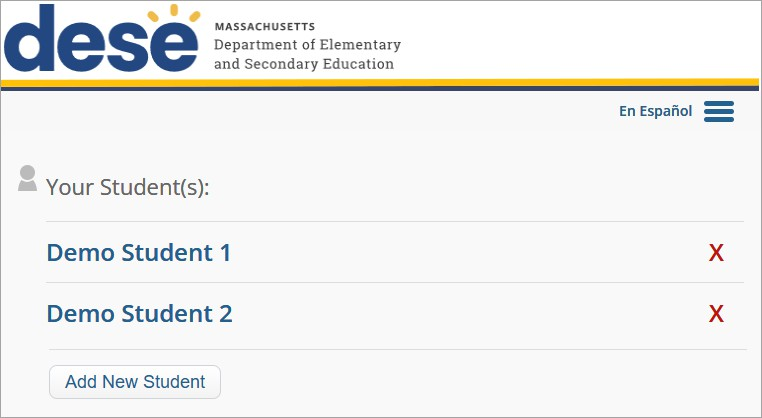 dese
MASSACHUSETTS
Department of Elementary
and Secondary Education
En Español
Your Student(s):
Demo Student 1 X
Demo Student 2 X
Add New Student